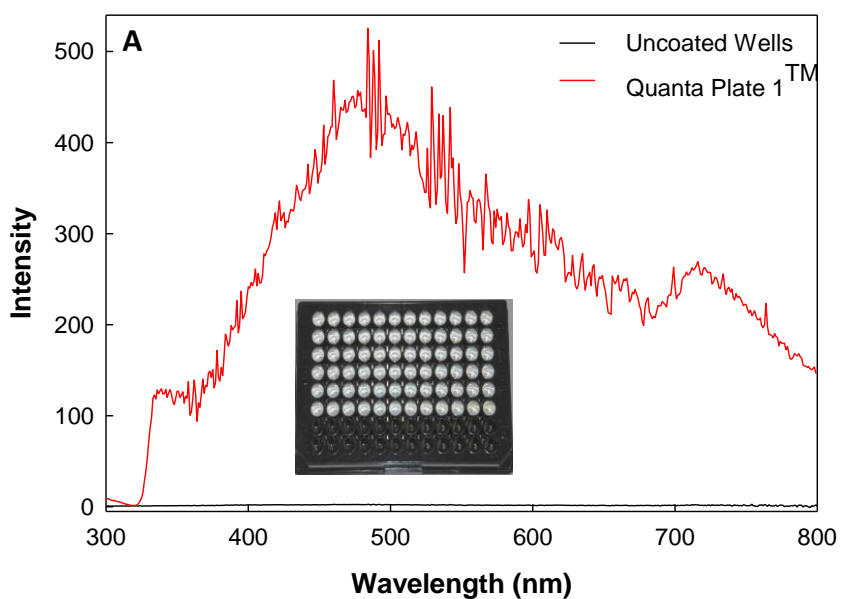 A
Uncoated Wells
Quanta Plate 1™
500
400
300
200
100
0
Intensity
300 400 500 600 700 800
Wavelength (nm)